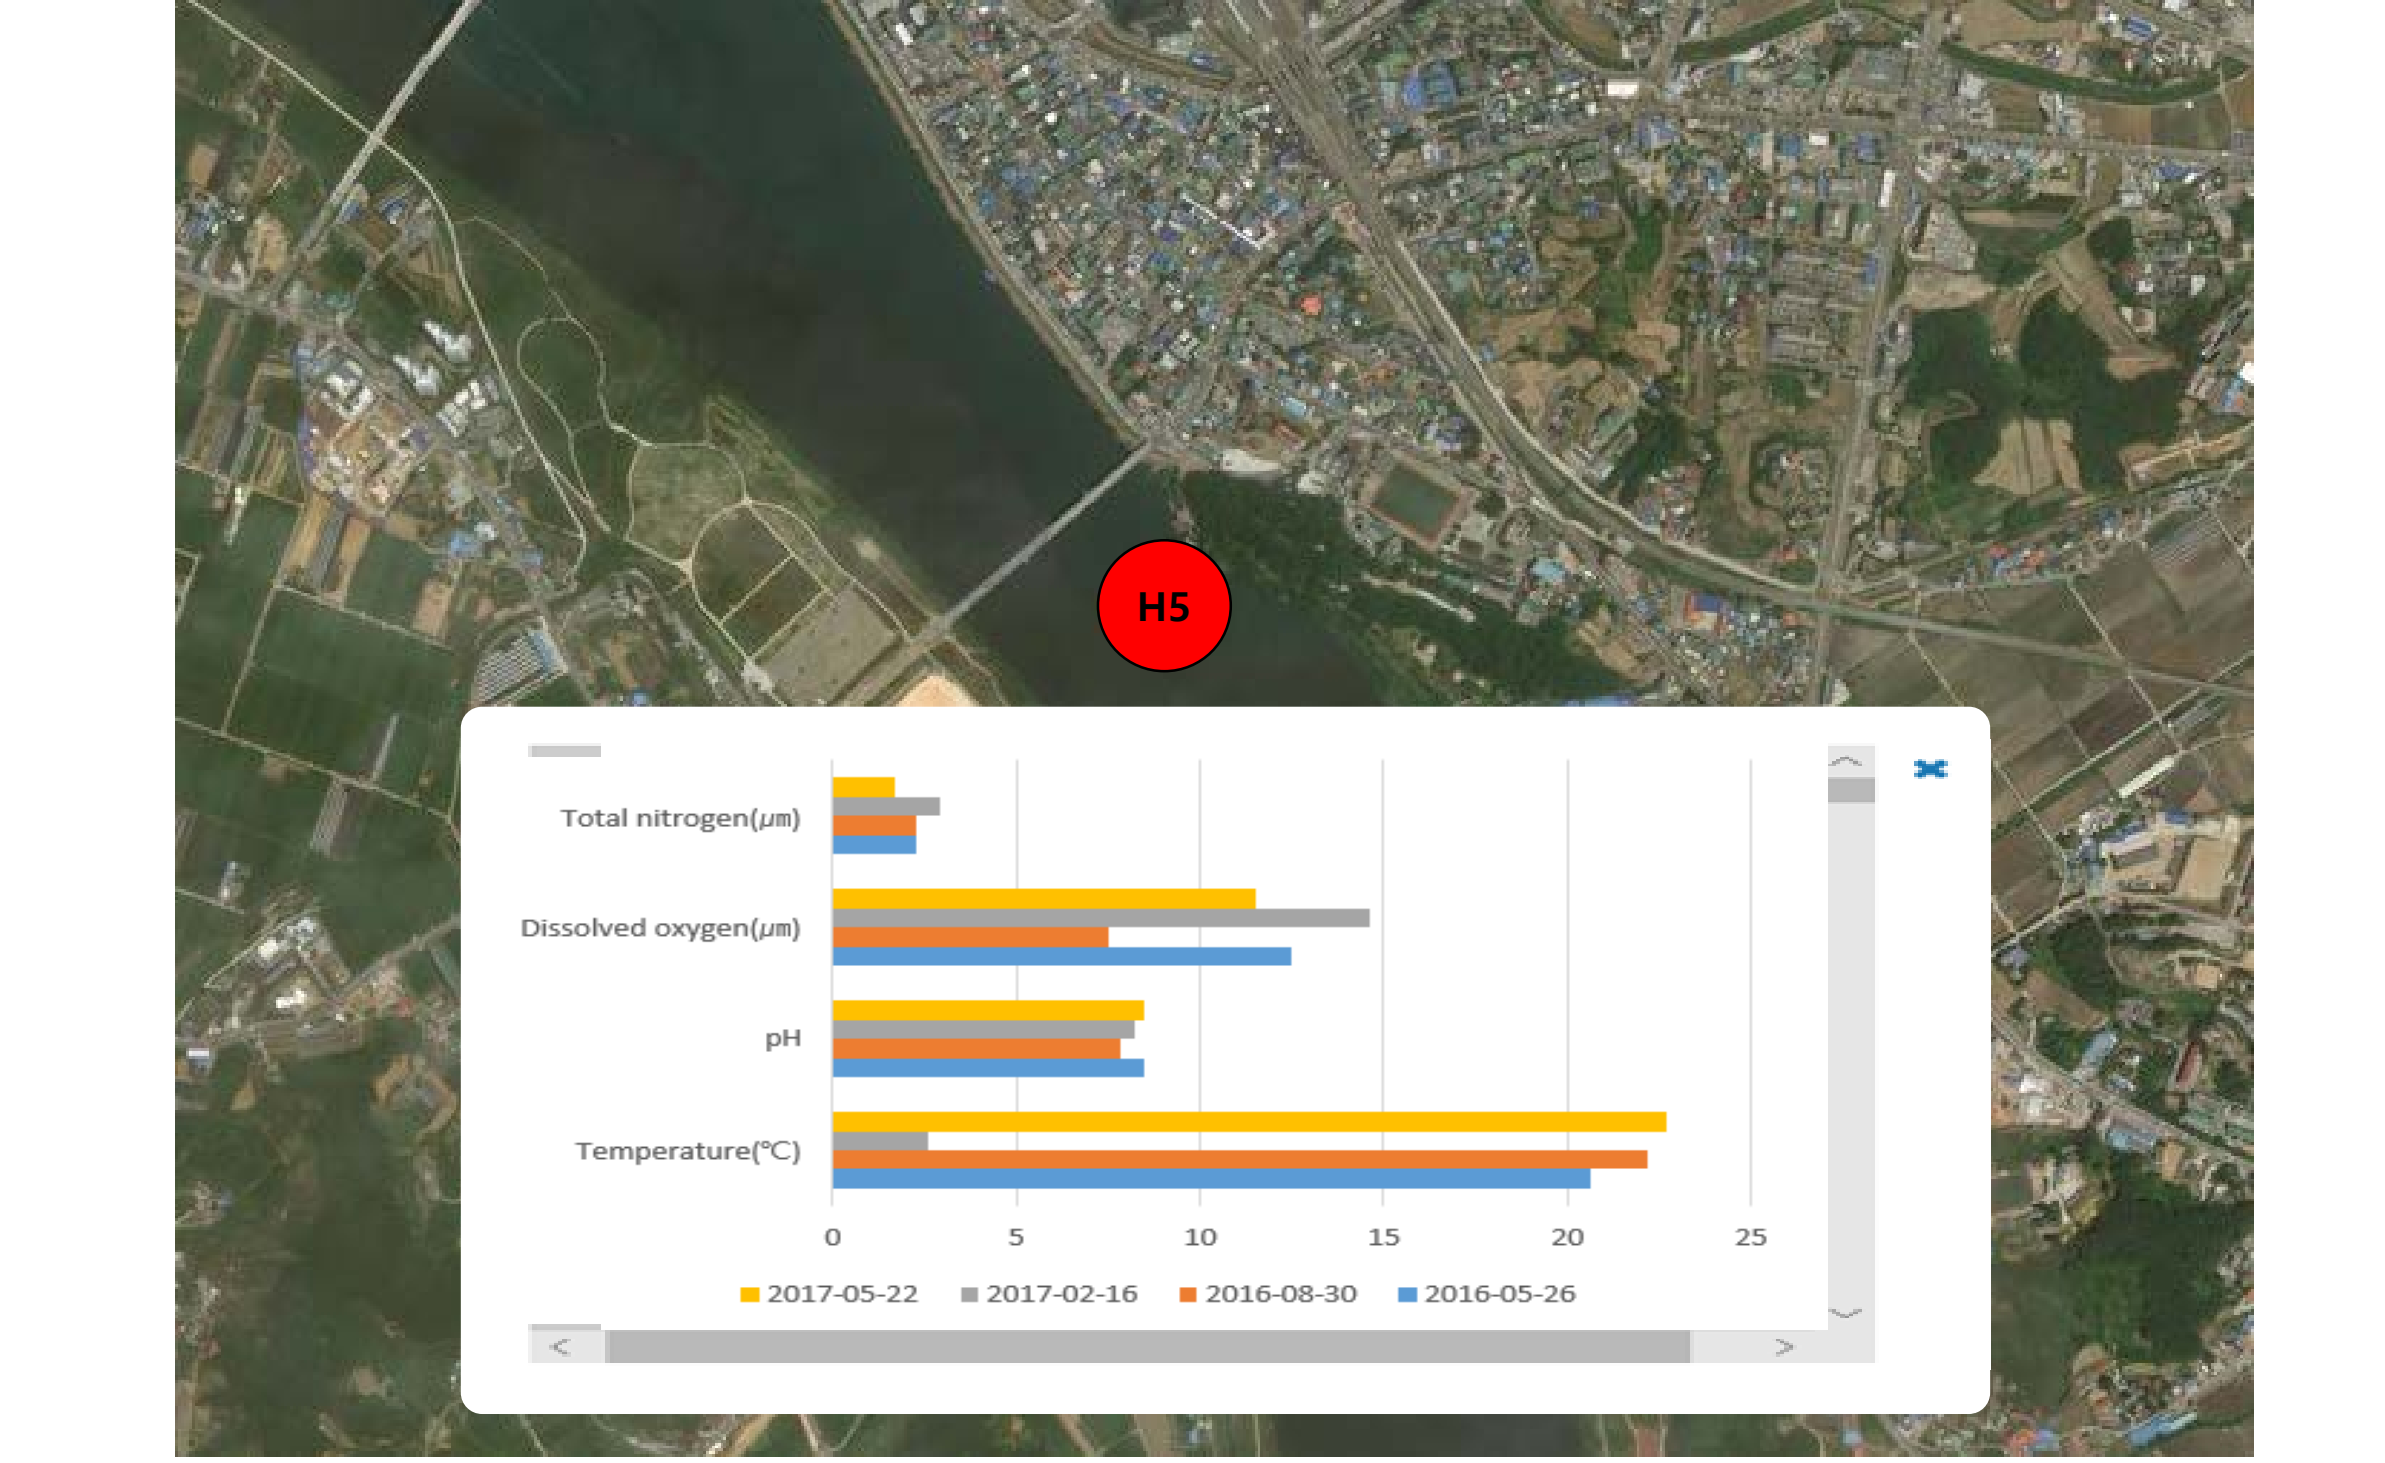 H5
Total nitrogen(㎛)
Dissolved oxygen(㎛)
pH
Temperature(℃)
0 5 10 15 20 25
2017-05-22 2017-02-16 2016-08-30 2016-05-26